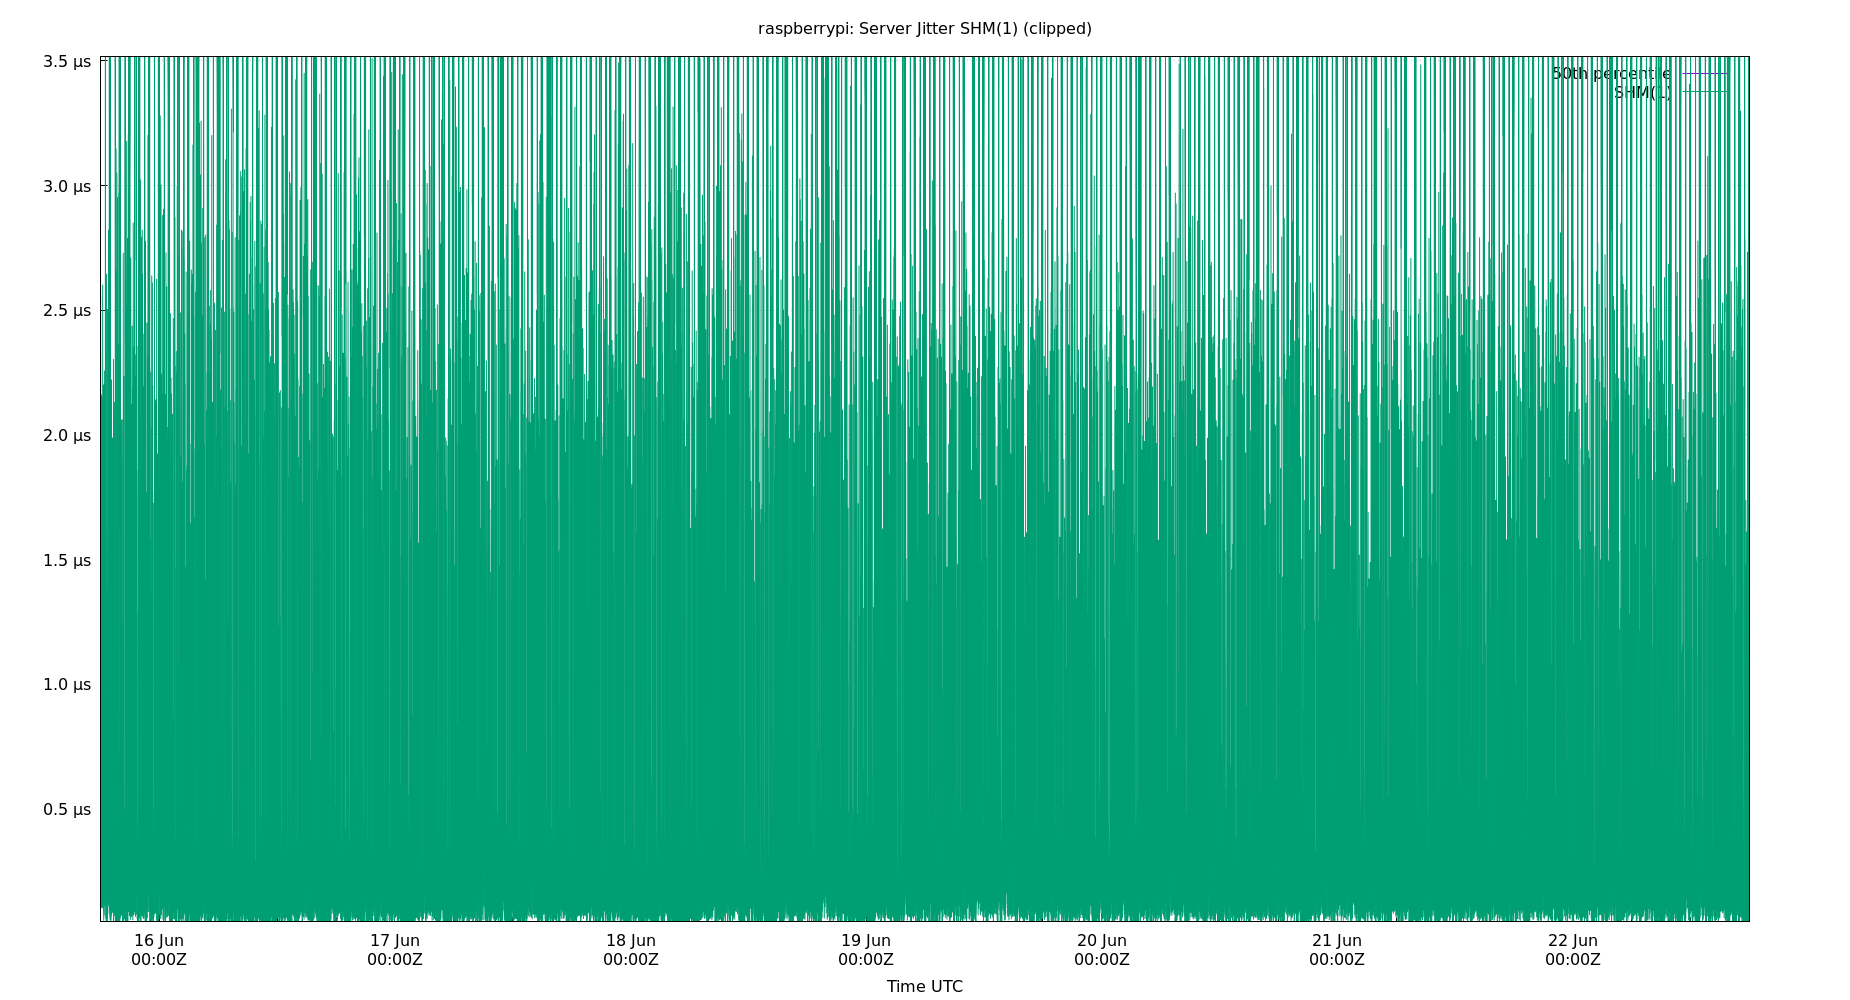 raspberrypi: Server Jitter SHM(1) (clipped)
3.5 µs
50th percentile
SHM(1)
3.0 µs
2.5 µs
2.0 µs
1.5 µs
1.0 µs
0.5 µs
16 Jun 17 Jun 18 Jun 19 Jun 20 Jun 21 Jun 22 Jun
00:00Z 00:00Z 00:00Z 00:00Z 00:00Z 00:00Z 00:00Z
Time UTC